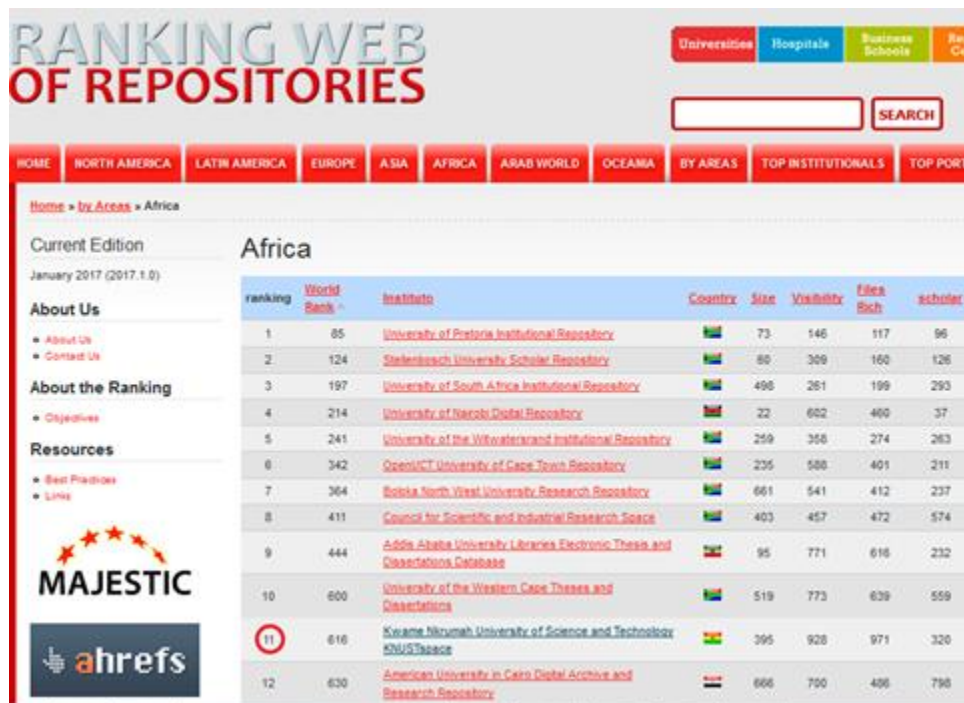 RANKING WEB
OF REPOSITORIES
Universities Hospitals Business Schools
SEARCH
HOME NORTH AMERICA LATIN AMERICA EUROPE ASIA AFRICA ARAB WORLD OCEANIA BY AREAS TOP INSTITUTIONALS TOP PORT
Home » by Areas » Africa
Current Edition
January 2017 (2017.1.0)
About Us
About Us
Contact Us
About the Ranking
Objectives
Resources
Best Practices
Links
MAJESTIC
ahrefs
Africa
ranking World Rank Instituto Country Size Visibility Files Rich scholar
1 85 University of Pretoria Institutional Repository 73 146 117 96
2 124 Stellenbosch University Scholar Repository 60 309 160 126
3 197 University of South Africa Institutional Repository 498 261 199 293
4 214 University of Nairobi Digital Repository 22 602 460 37
5 241 University of the Witwatersrand Institutional Repository 259 358 274 263
6 342 OpenUCT University of Cape Town Repository 235 588 401 211
7 364 Boloka North West University Research Repository 661 541 412 237
8 411 Council for Scientific and Industrial Research Space 403 457 472 574
9 444 Addis Ababa University Libraries Electronic Thesis and Dissertations Database 95 771 616 232
10 600 University of the Western Cape Theses and Dissertations 519 773 639 559
11 616 Kwame Nkrumah University of Science and Technology KNUSTspace 395 928 971 320
12 630 American University in Cairo Digital Archive and Research Repository 666 700 486 798